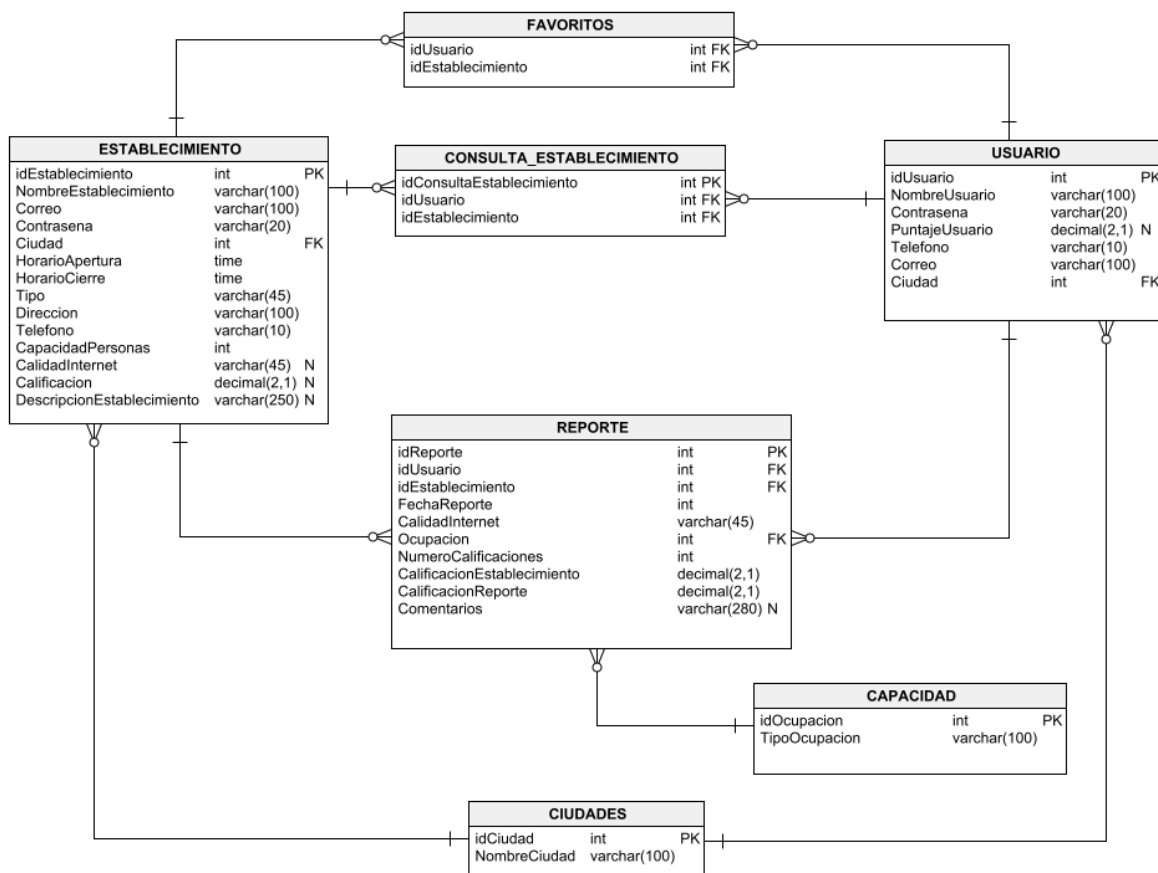 FAVORITOS
idUsuario int FK
idEstablecimiento int FK
ESTABLECIMIENTO
idEstablecimiento int PK
NombreEstablecimiento varchar(100)
Correo varchar(100)
Contrasena varchar(20)
Ciudad int FK
HorarioApertura time
HorarioCierre time
Tipo varchar(45)
Direccion varchar(100)
Telefono varchar(10)
CapacidadPersonas int
CalidadInternet varchar(45) N
Calificacion decimal(2,1) N
DescripcionEstablecimiento varchar(250) N
CONSULTA_ESTABLECIMIENTO
idConsultaEstablecimiento int PK
idUsuario int FK
idEstablecimiento int FK
USUARIO
idUsuario int PK
NombreUsuario varchar(100)
Contrasena varchar(20)
PuntajeUsuario decimal(2,1) N
Telefono varchar(10)
Correo varchar(100)
Ciudad int FK
REPORTE
idReporte int PK
idUsuario int FK
idEstablecimiento int FK
FechaReporte int
CalidadInternet varchar(45)
Ocupacion int FK
NumeroCalificaciones int
CalificacionEstablecimiento decimal(2,1)
CalificacionReporte decimal(2,1)
Comentarios varchar(280) N
CAPACIDAD
idOcupacion int PK
TipoOcupacion varchar(100)
CIUDADES
idCiudad int PK
NombreCiudad varchar(100)